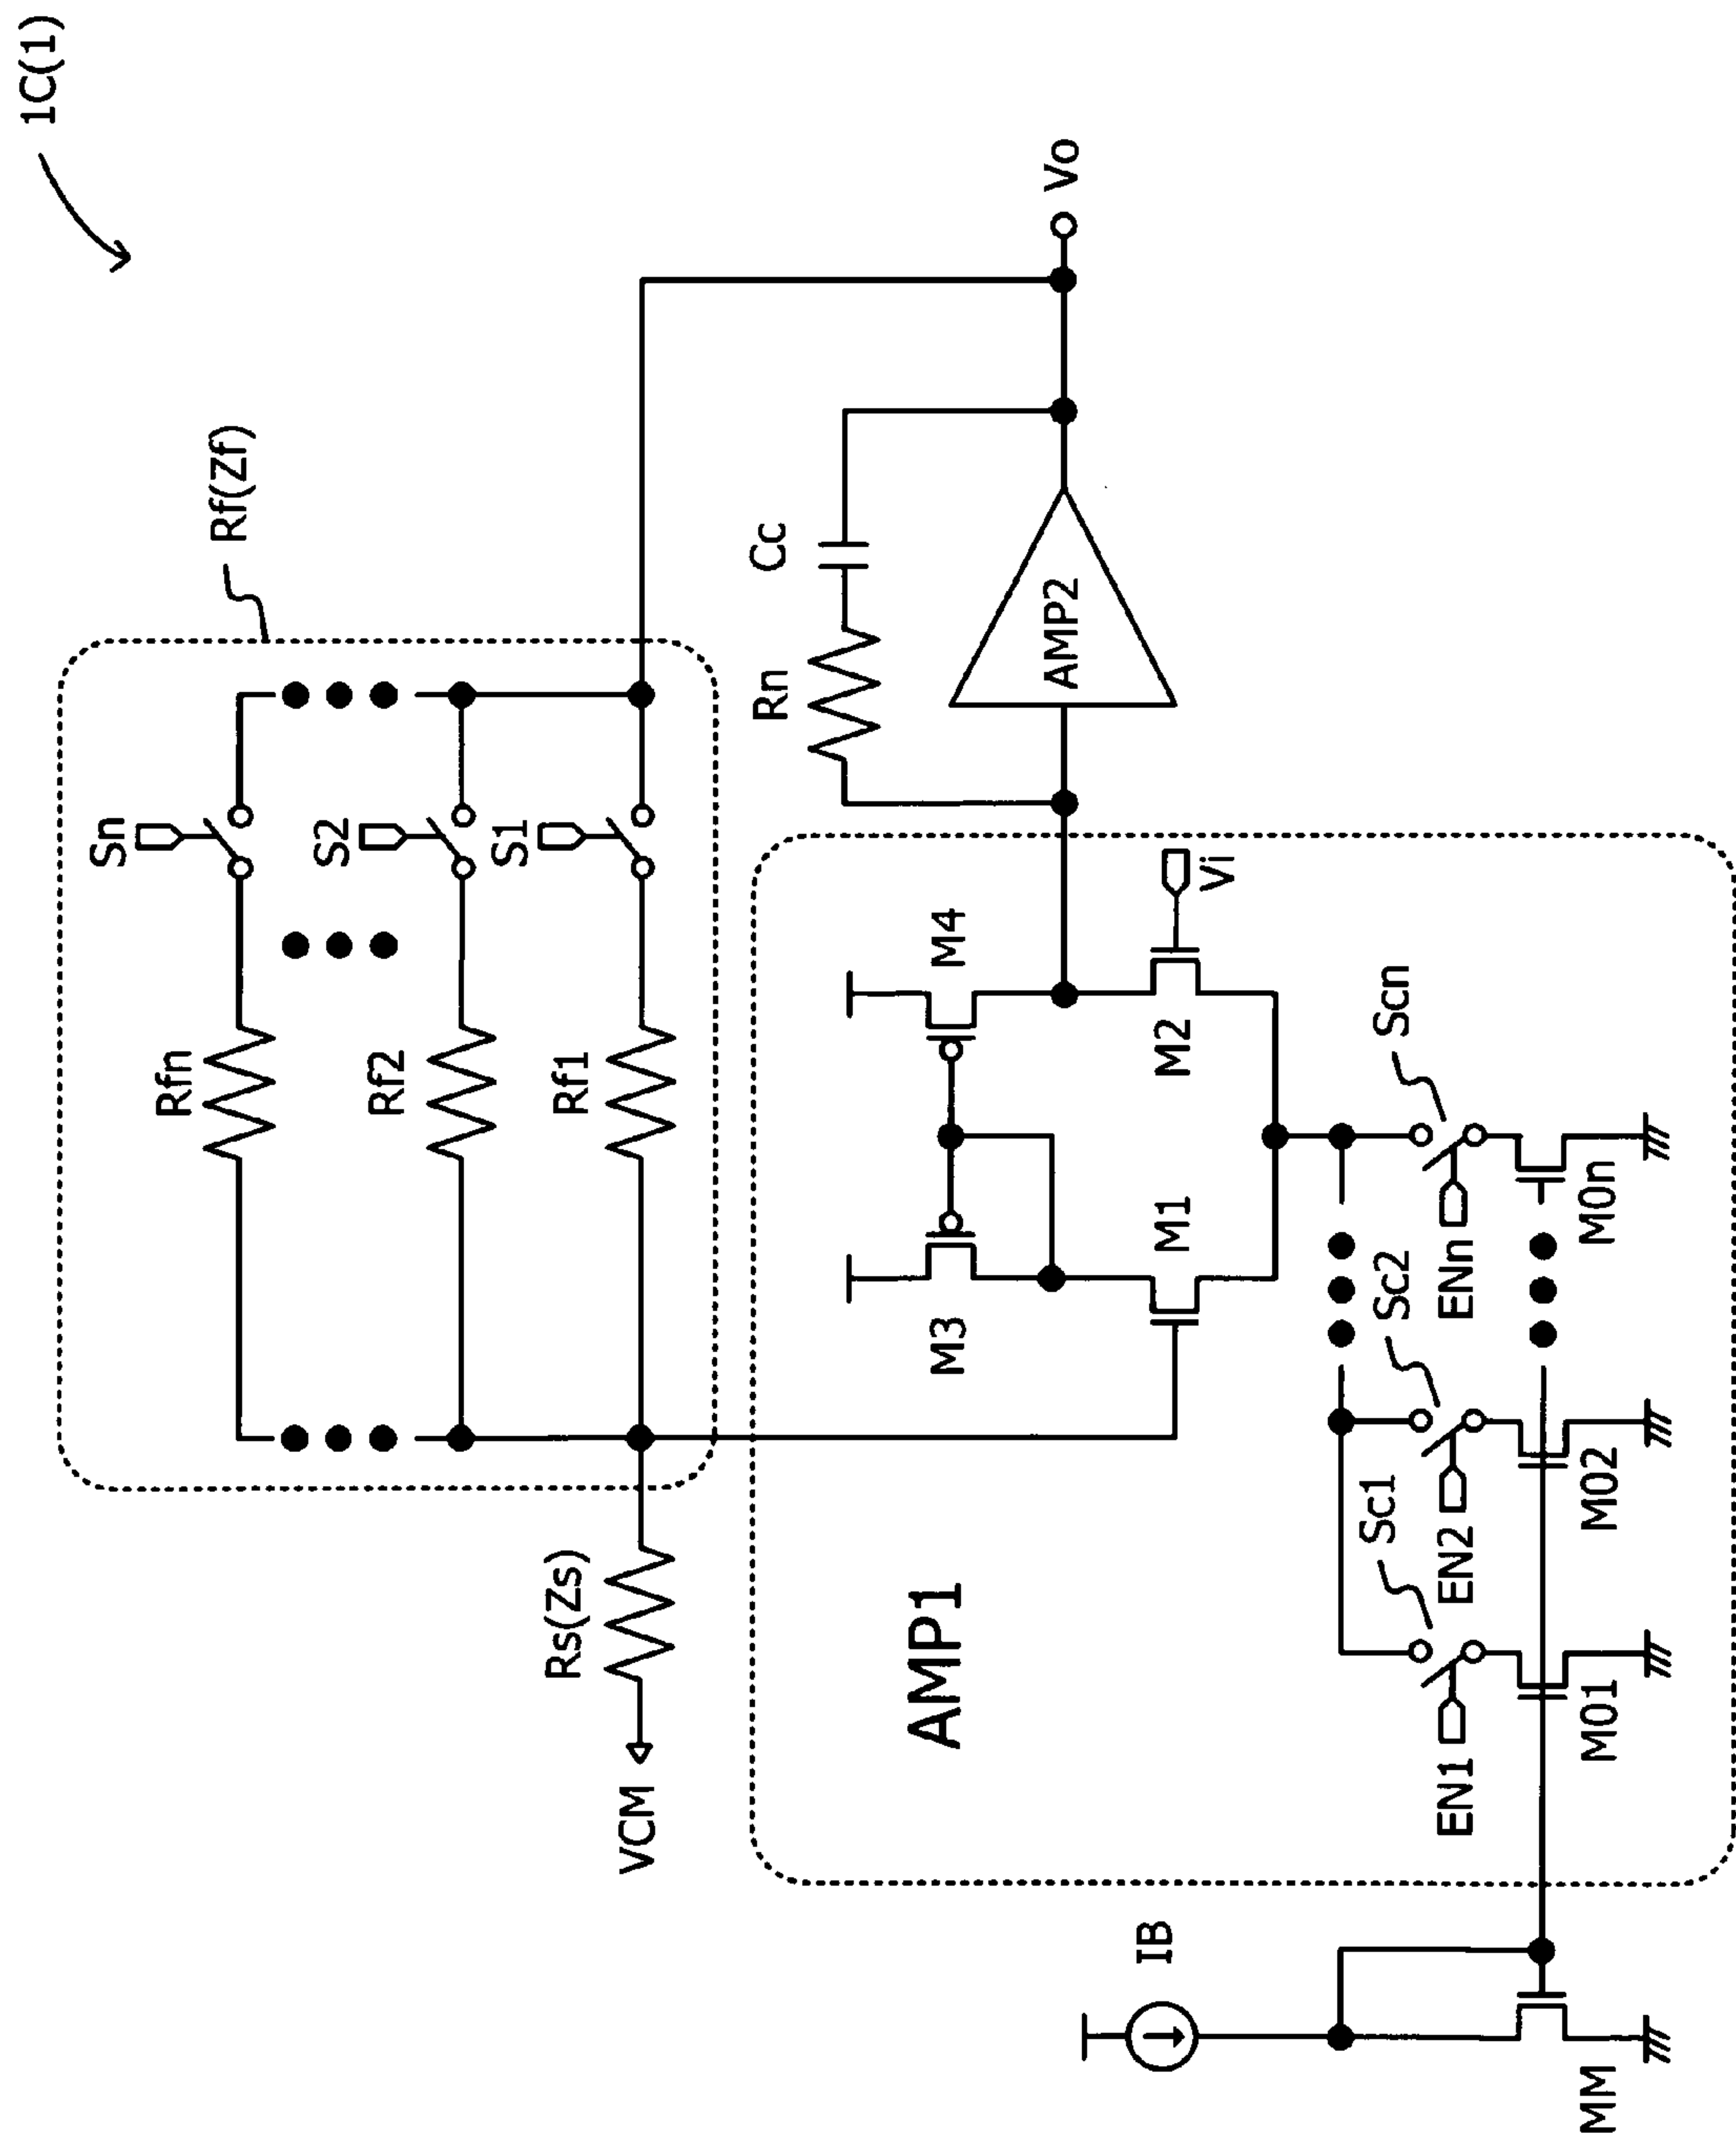 1C(1)
Rf(Zf)
Sn
S2
S1
Rfn
Rf2
Rf1
Rs(Zs)
VCM
Rn
Cc
AMP2
Vo
AMP1
M3
M4
M1
M2
Vi
Sc1
Sc2
Scn
EN1
EN2
ENn
IB
MM
M01
M02
M0n